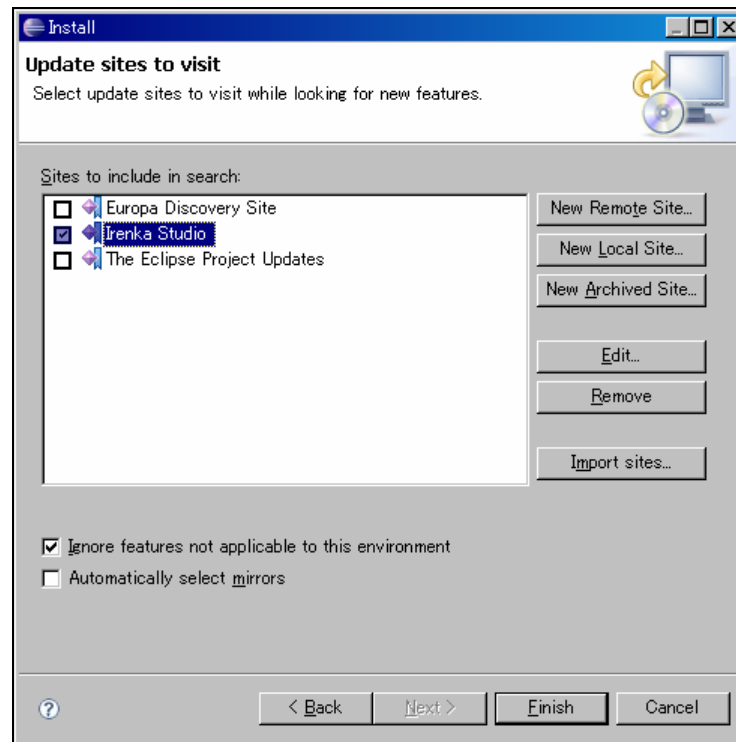 Install
Update sites to visit
Select update sites to visit while looking for new features.
Sites to include in search:
Europa Discovery Site
Irenka Studio
The Eclipse Project Updates
New Remote Site...
New Local Site...
New Archived Site...
Edit...
Remove
Import sites...
Ignore features not applicable to this environment
Automatically select mirrors
?
< Back
Next >
Finish
Cancel